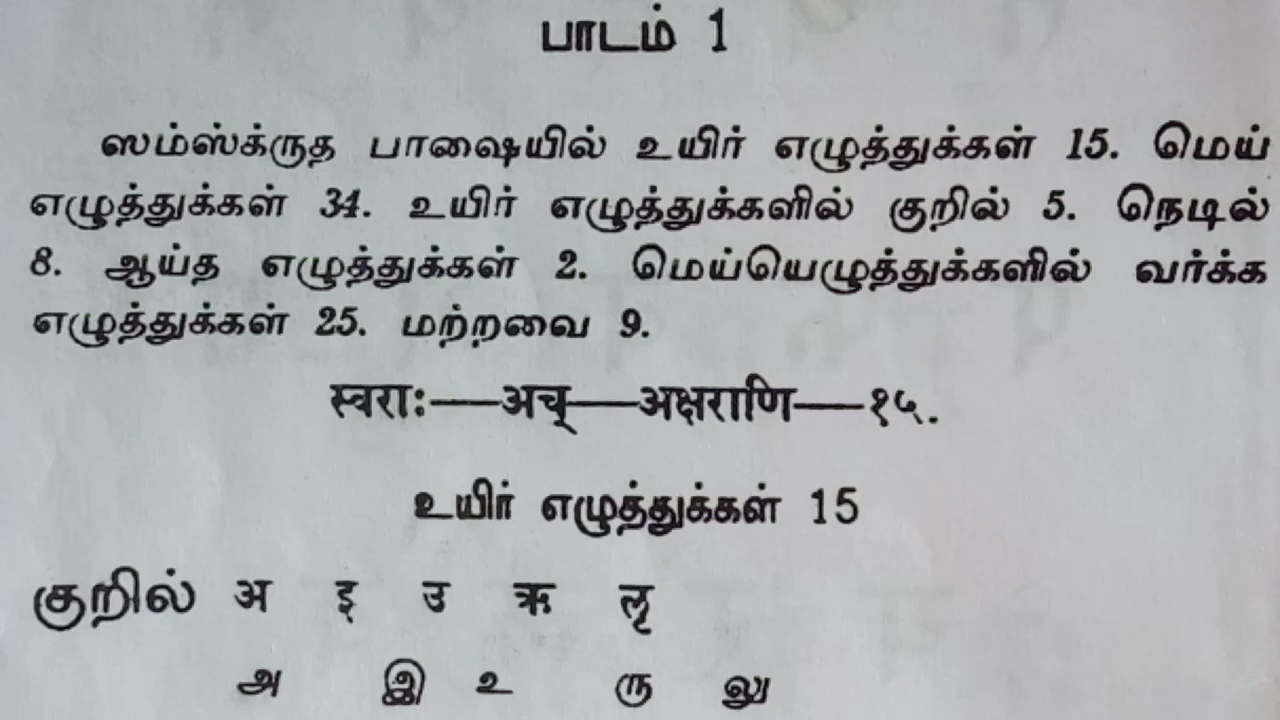 பாடம் 1
ஸம்ஸ்க்ருத பாஷையில் உயிர் எழுத்துக்கள் 15. மெய்
எழுத்துக்கள் 34. உயிர் எழுத்துக்களில் குறில் 5. நெடில்
8. ஆய்த எழுத்துக்கள் 2. மெய்யெழுத்துக்களில் வர்க்க
எழுத்துக்கள் 25. மற்றவை 9.
स्वराः—अच्—अक्षराणि—१५.
உயிர் எழுத்துக்கள் 15
குறில் अ इ उ ऋ ऌ
அ இ உ ரு லு